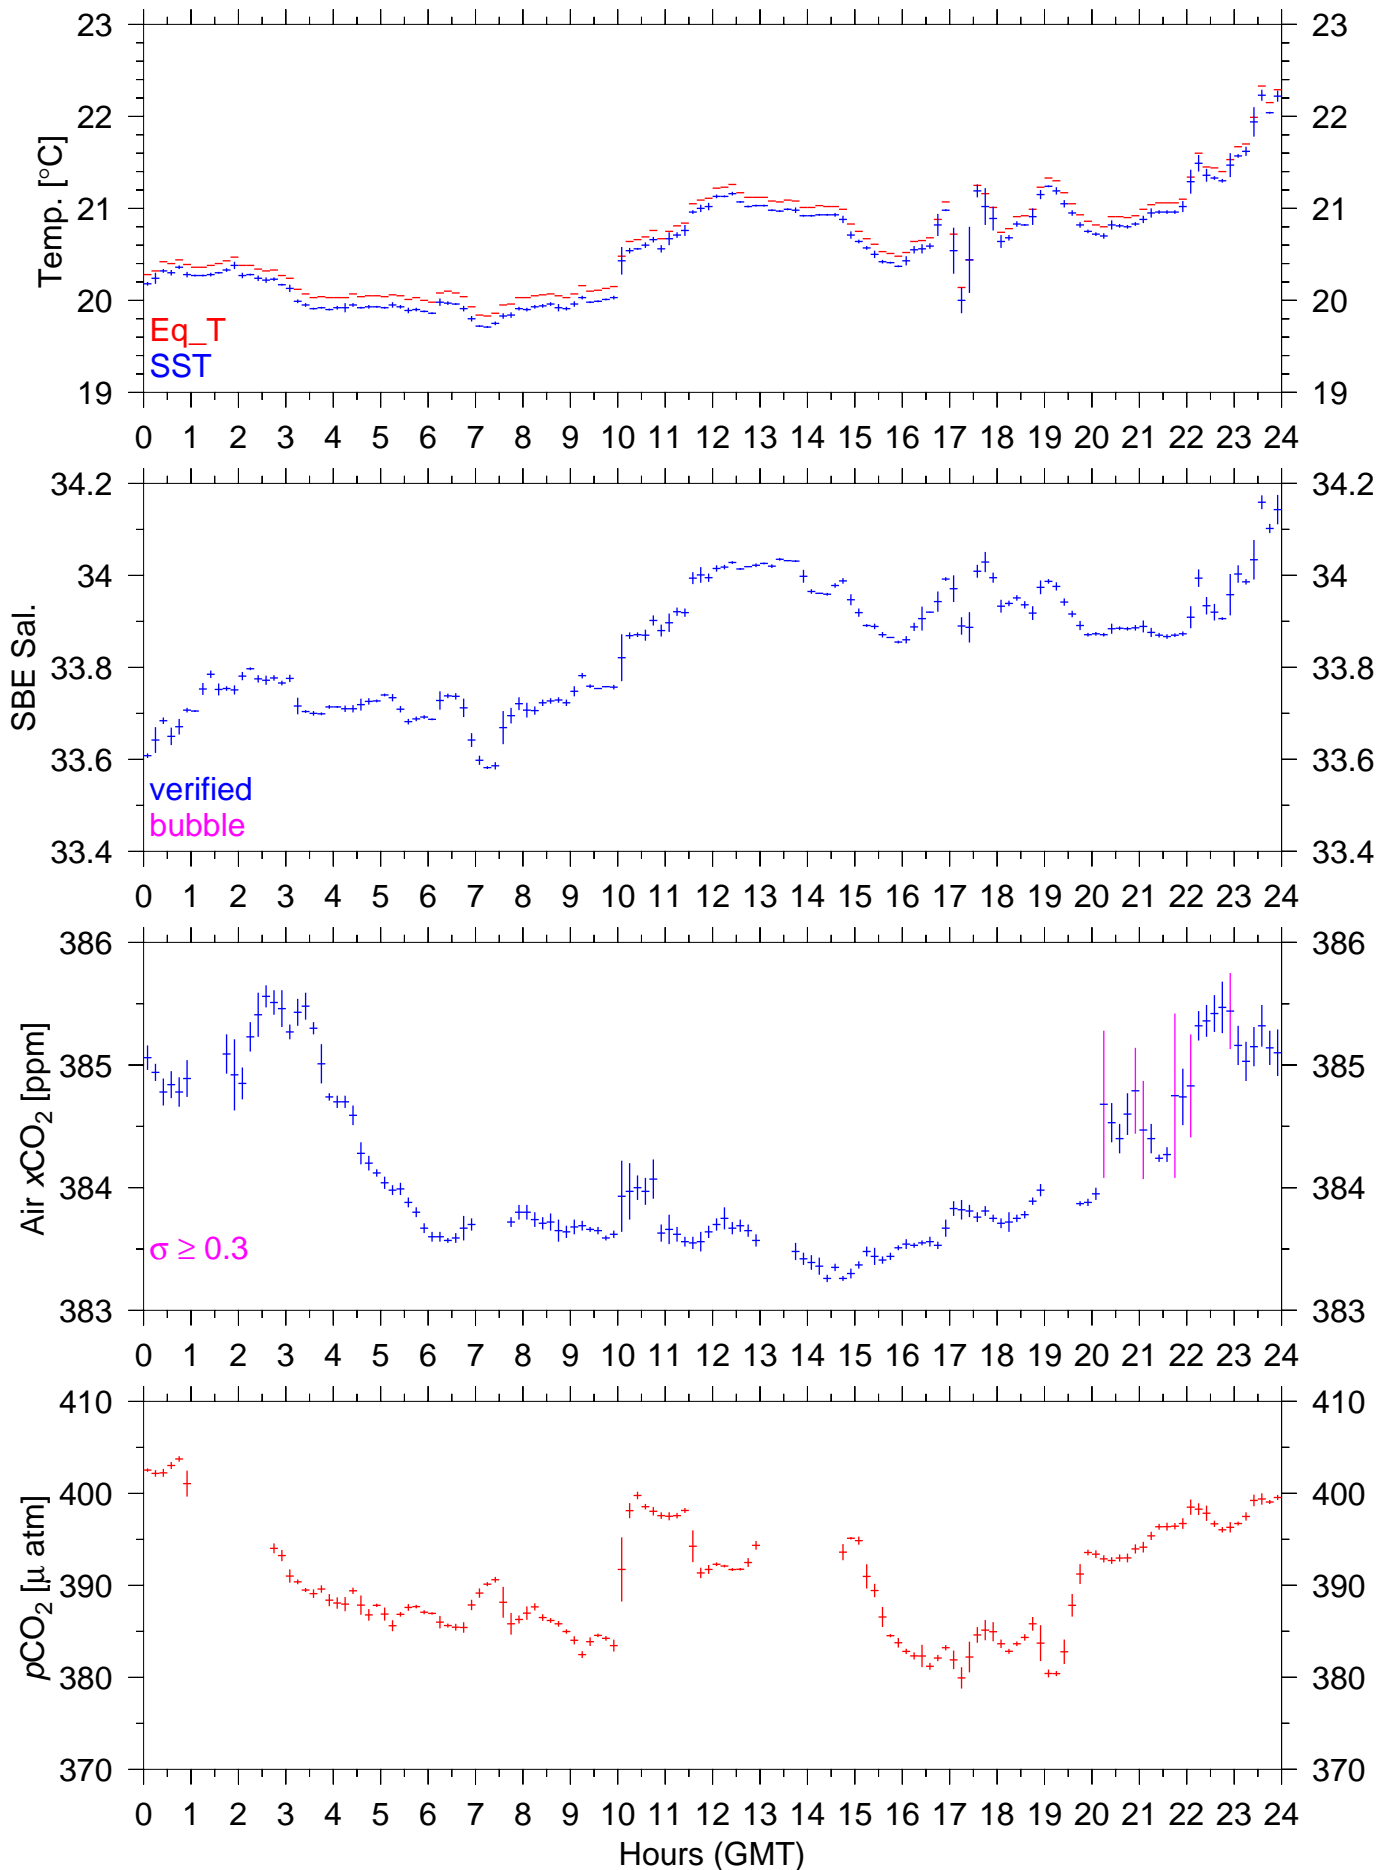 23 23
22 22
21 21
20 20
19 19
Temp. [°C]
Eq_T
SST
0 1 2 3 4 5 6 7 8 9 10 11 12 13 14 15 16 17 18 19 20 21 22 23 24
34.2 34.2
34 34
33.8 33.8
33.6 33.6
33.4 33.4
SBE Sal.
verified
bubble
0 1 2 3 4 5 6 7 8 9 10 11 12 13 14 15 16 17 18 19 20 21 22 23 24
386 386
385 385
384 384
383 383
Air xCO₂ [ppm]
σ ≥ 0.3
0 1 2 3 4 5 6 7 8 9 10 11 12 13 14 15 16 17 18 19 20 21 22 23 24
410 410
400 400
390 390
380 380
370 370
pCO₂ [μ atm]
0 1 2 3 4 5 6 7 8 9 10 11 12 13 14 15 16 17 18 19 20 21 22 23 24
Hours (GMT)